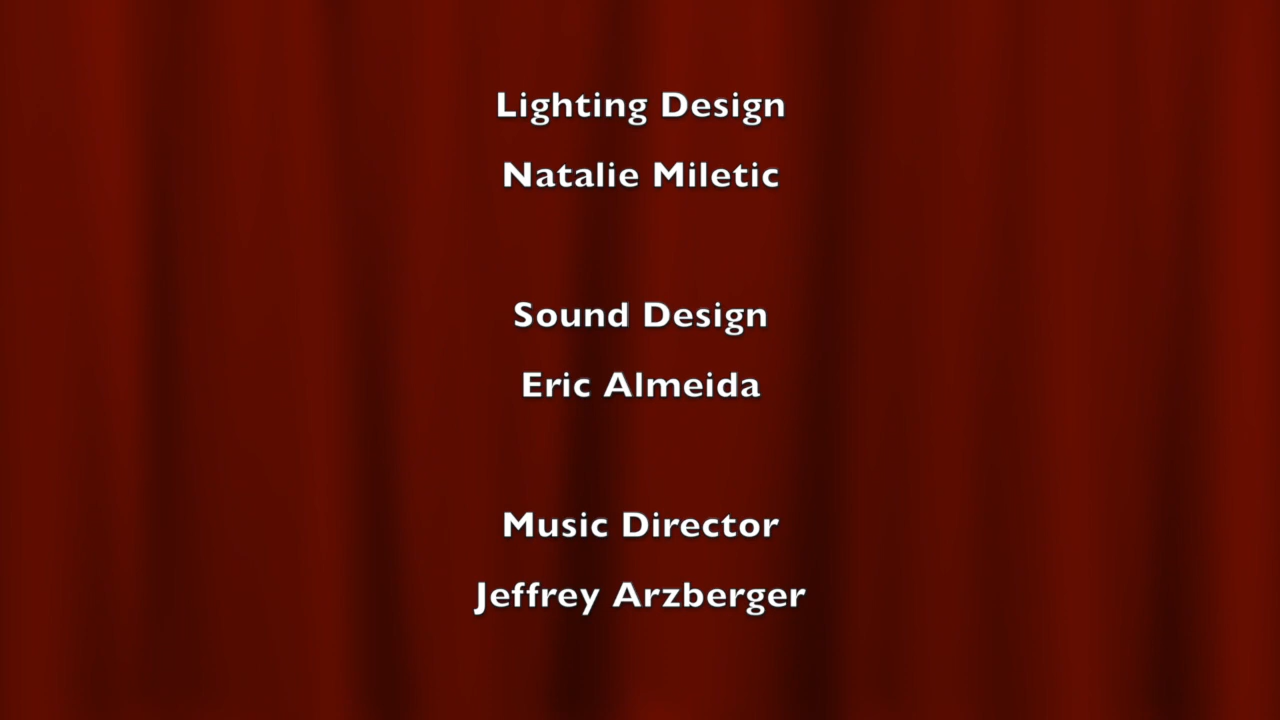 Lighting Design
Natalie Miletic
Sound Design
Eric Almeida
Music Director
Jeffrey Arzberger